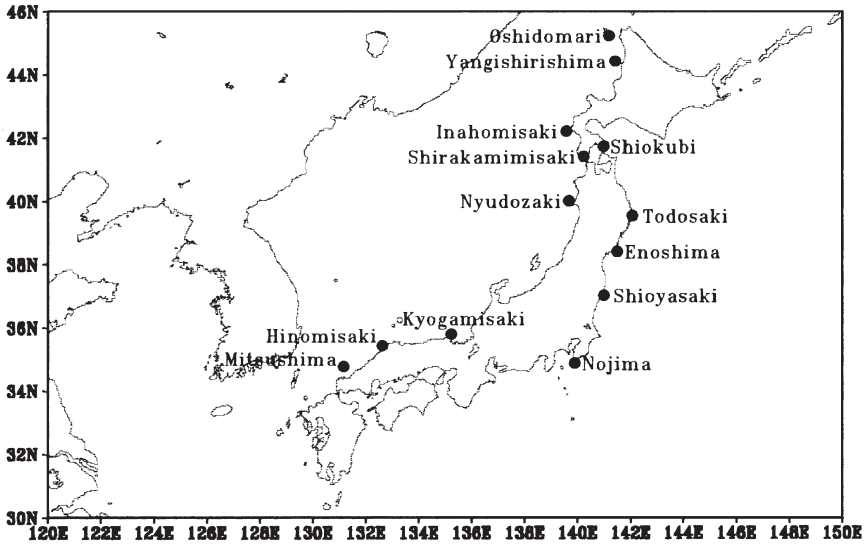 46N
Oshidomari
44N
Yangishirishima
42N
Inahomisaki
Shiokubi
Shirakamimisaki
40N
Nyudozaki
Todosaki
38N
Enoshima
Shioyasaki
36N
Kyogamisaki
Hinomisaki
Mitsushima
Nojima
34N
32N
30N
120E 122E 124E 126E 128E 130E 132E 134E 136E 138E 140E 142E 144E 146E 148E 150E